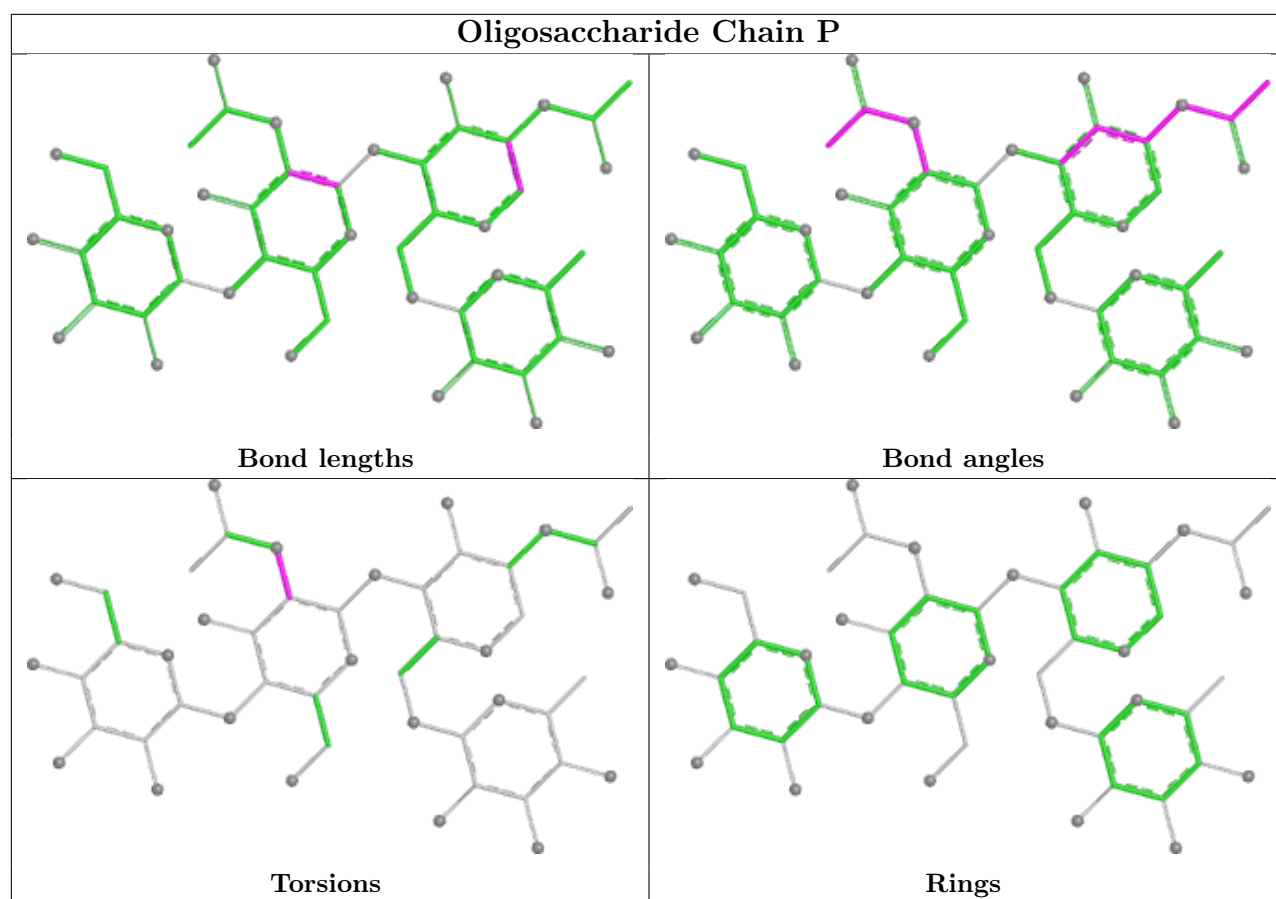 Oligosaccharide Chain P
Bond lengths
Bond angles
Torsions
Rings